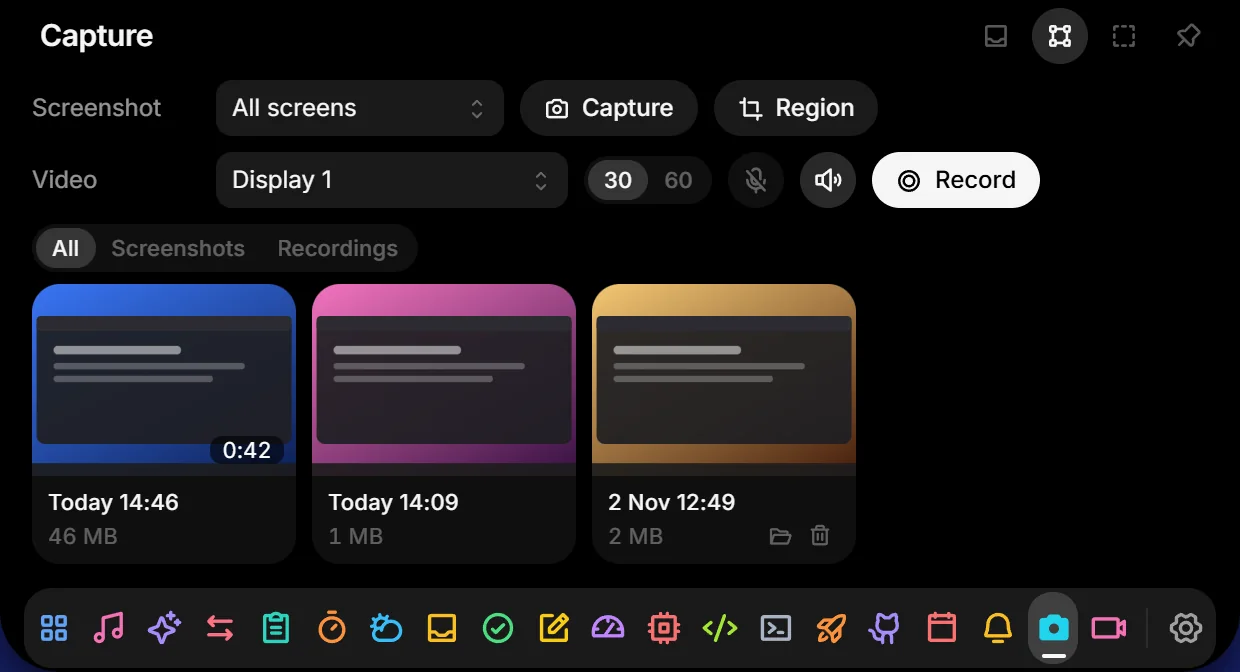 Capture
Screenshot All screens Capture Region
Video Display 1 30 60 Record
All Screenshots Recordings
0:42
Today 14:46 Today 14:09 2 Nov 12:49
46 MB 1 MB 2 MB